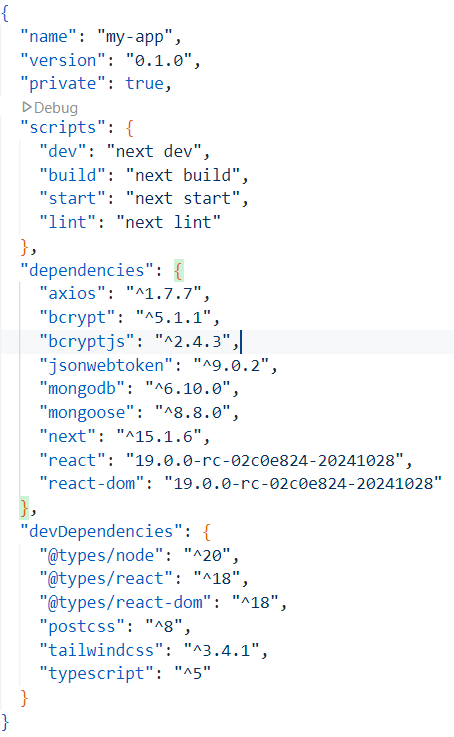 {
  "name": "my-app",
  "version": "0.1.0",
  "private": true,
  Debug
  "scripts": {
    "dev": "next dev",
    "build": "next build",
    "start": "next start",
    "lint": "next lint"
  },
  "dependencies": {
    "axios": "^1.7.7",
    "bcrypt": "^5.1.1",
    "bcryptjs": "^2.4.3",
    "jsonwebtoken": "^9.0.2",
    "mongodb": "^6.10.0",
    "mongoose": "^8.8.0",
    "next": "^15.1.6",
    "react": "19.0.0-rc-02c0e824-20241028",
    "react-dom": "19.0.0-rc-02c0e824-20241028"
  },
  "devDependencies": {
    "@types/node": "^20",
    "@types/react": "^18",
    "@types/react-dom": "^18",
    "postcss": "^8",
    "tailwindcss": "^3.4.1",
    "typescript": "^5"
  }
}